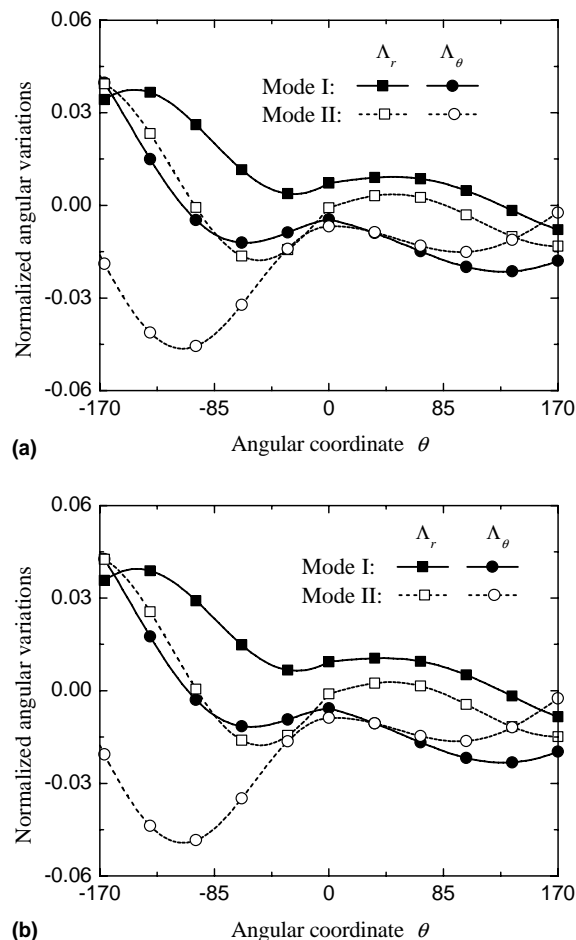 0.06
0.03
0.00
-0.03
-0.06
Normalized angular variations
Λr Λθ
Mode I:
Mode II:
-170 -85 0 85 170
Angular coordinate θ
(a)
0.06
0.03
0.00
-0.03
-0.06
Normalized angular variations
Λr Λθ
Mode I:
Mode II:
-170 -85 0 85 170
Angular coordinate θ
(b)